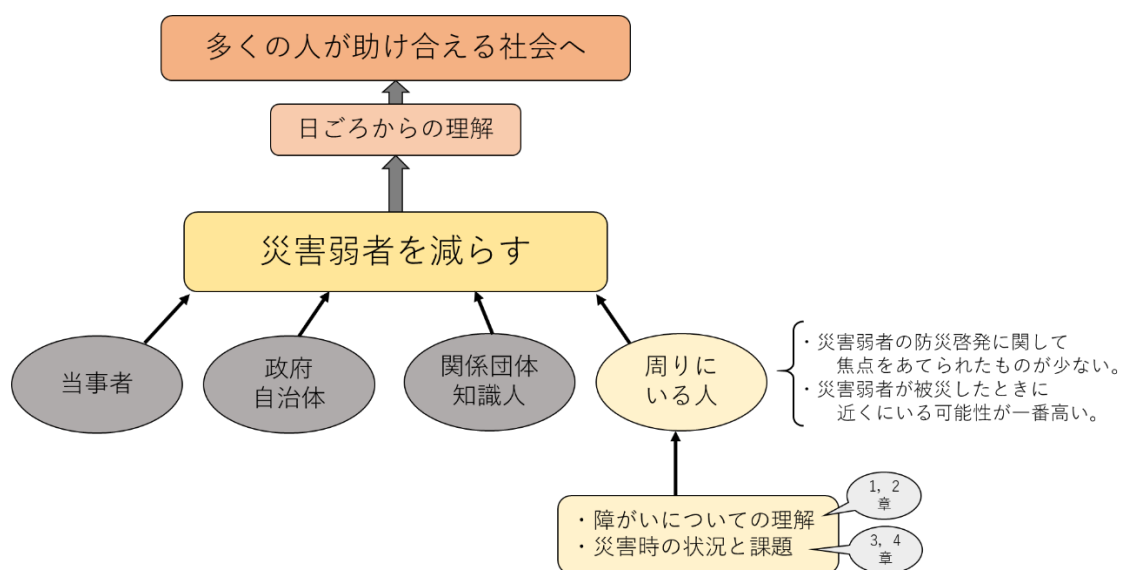 多くの人が助け合える社会へ
日ごろからの理解
災害弱者を減らす
当事者
政府
自治体
関係団体
知識人
周りに
いる人
・災害弱者の防災啓発に関して
焦点をあてられたものが少ない。
・災害弱者が被災したときに
近くにいる可能性が一番高い。
・障がいについての理解
・災害時の状況と課題
1，2
章
3，4
章